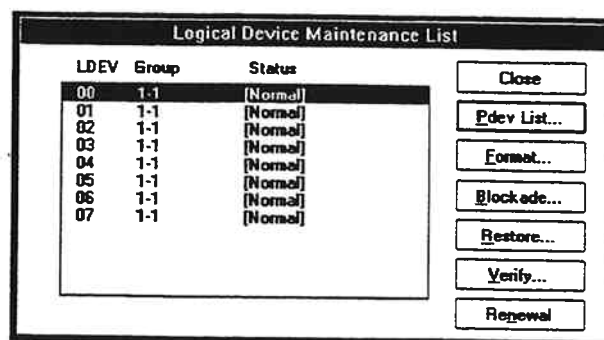 Logical Device Maintenance List
LDEV Group Status
00 1-1 [Normal]
01 1-1 [Normal]
02 1-1 [Normal]
03 1-1 [Normal]
04 1-1 [Normal]
05 1-1 [Normal]
06 1-1 [Normal]
07 1-1 [Normal]
Close
Pdev List...
Format...
Blockade...
Restore...
Verify...
Renewal